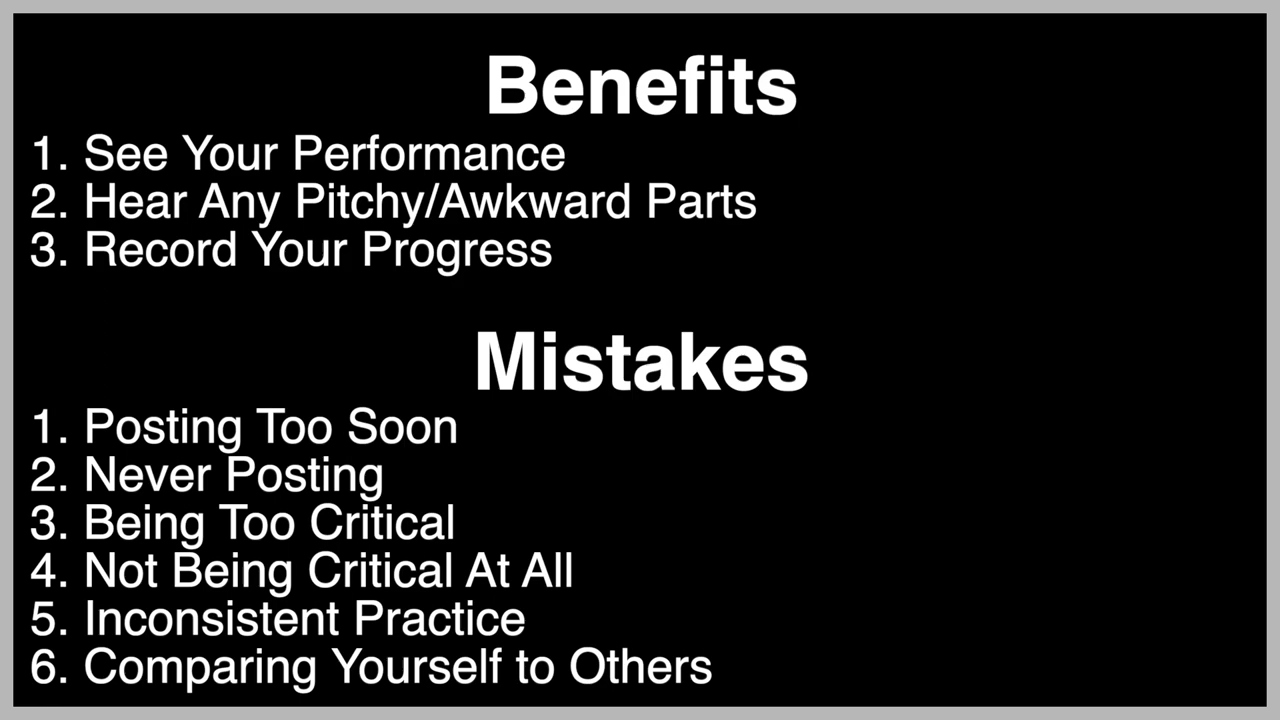 Benefits
1. See Your Performance
2. Hear Any Pitchy/Awkward Parts
3. Record Your Progress
Mistakes
1. Posting Too Soon
2. Never Posting
3. Being Too Critical
4. Not Being Critical At All
5. Inconsistent Practice
6. Comparing Yourself to Others